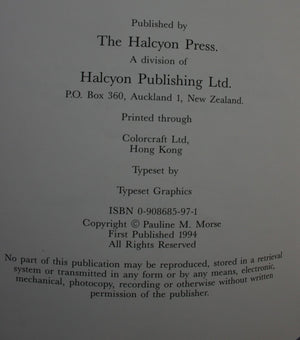 Published by
The Halcyon Press.
A division of
Halcyon Publishing Ltd.
P.O. Box 360, Auckland 1, New Zealand.
Printed through
Colorcraft Ltd,
Hong Kong
Typeset by
Typeset Graphics
ISBN 0-908685-97-1
Copyright © Pauline M. Morse
First Published 1994
All Rights Reserved
No part of this publication may be reproduced, stored in a retrieval
system or transmitted in any form or by any means, electronic,
mechanical, photocopy, recording or otherwise without written
permission of the publisher.